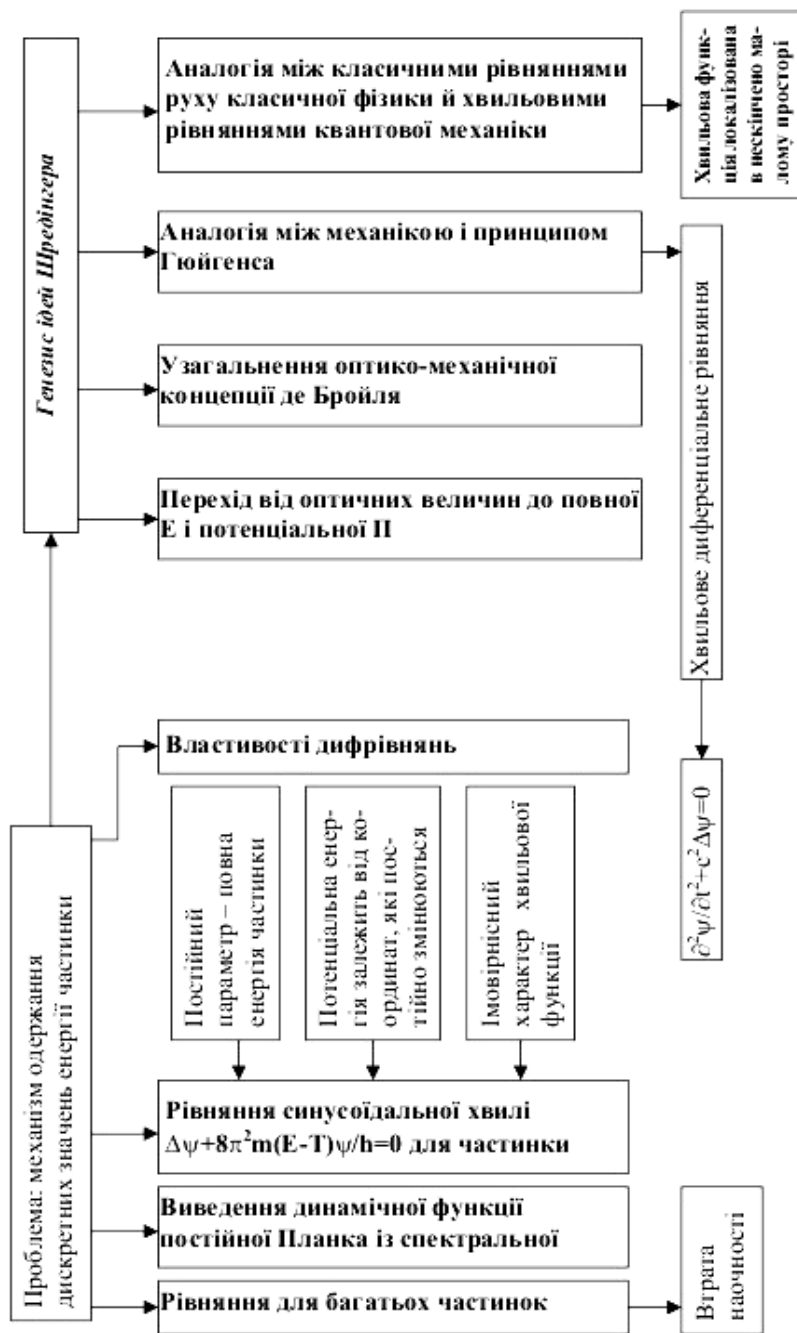 Генезис ідей Шредінгера
Аналогія між класичними рівняннями
руху класичної фізики й хвильовими
рівняннями квантової механіки
Хвильова функ-
ція локалізована
в нескінчено ма-
лому просторі
Аналогія між механікою і принципом
Гюйгенса
Узагальнення оптико-механічної
концепції де Бройля
Перехід від оптичних величин до повної
Е і потенціальної П
Хвильове диференціальне рівняння
∂²ψ/∂t²+c²Δψ=0
Проблема: механізм одержання
дискретних значень енергії частинки
Властивості дифрівнянь
Постійний
параметр – повна
енергія частинки
Потенціальна енер-
гія залежить від ко-
ординат, які пос-
тійно змінюються
Імовірнісний
характер хвильової
функції
Рівняння синусоїдальної хвилі
Δψ+8π²m(E-T)ψ/h=0 для частинки
Виведення динамічної функції
постійної Планка із спектральної
Рівняння для багатьох частинок
Втрата
наочності